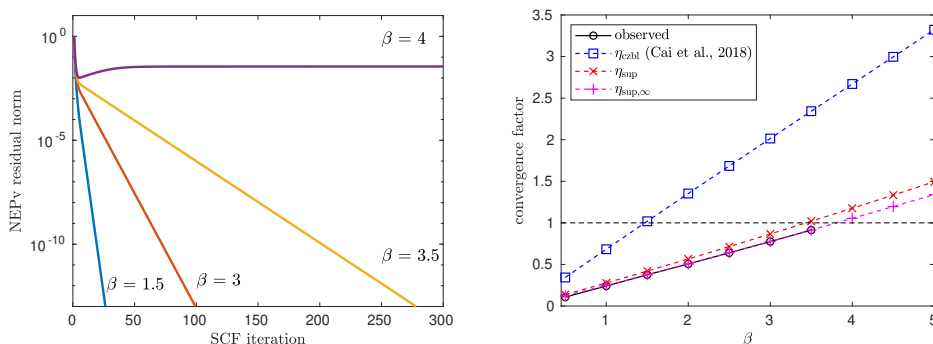 10^0
10^-5
10^-10
NEPv residual norm
β = 4
β = 3.5
β = 3
β = 1.5
0 50 100 150 200 250 300
SCF iteration
3.5
3
2.5
2
1.5
1
0.5
0
convergence factor
observed
η_czbl (Cai et al., 2018)
η_sup
η_sup,∞
1 2 3 4 5
β